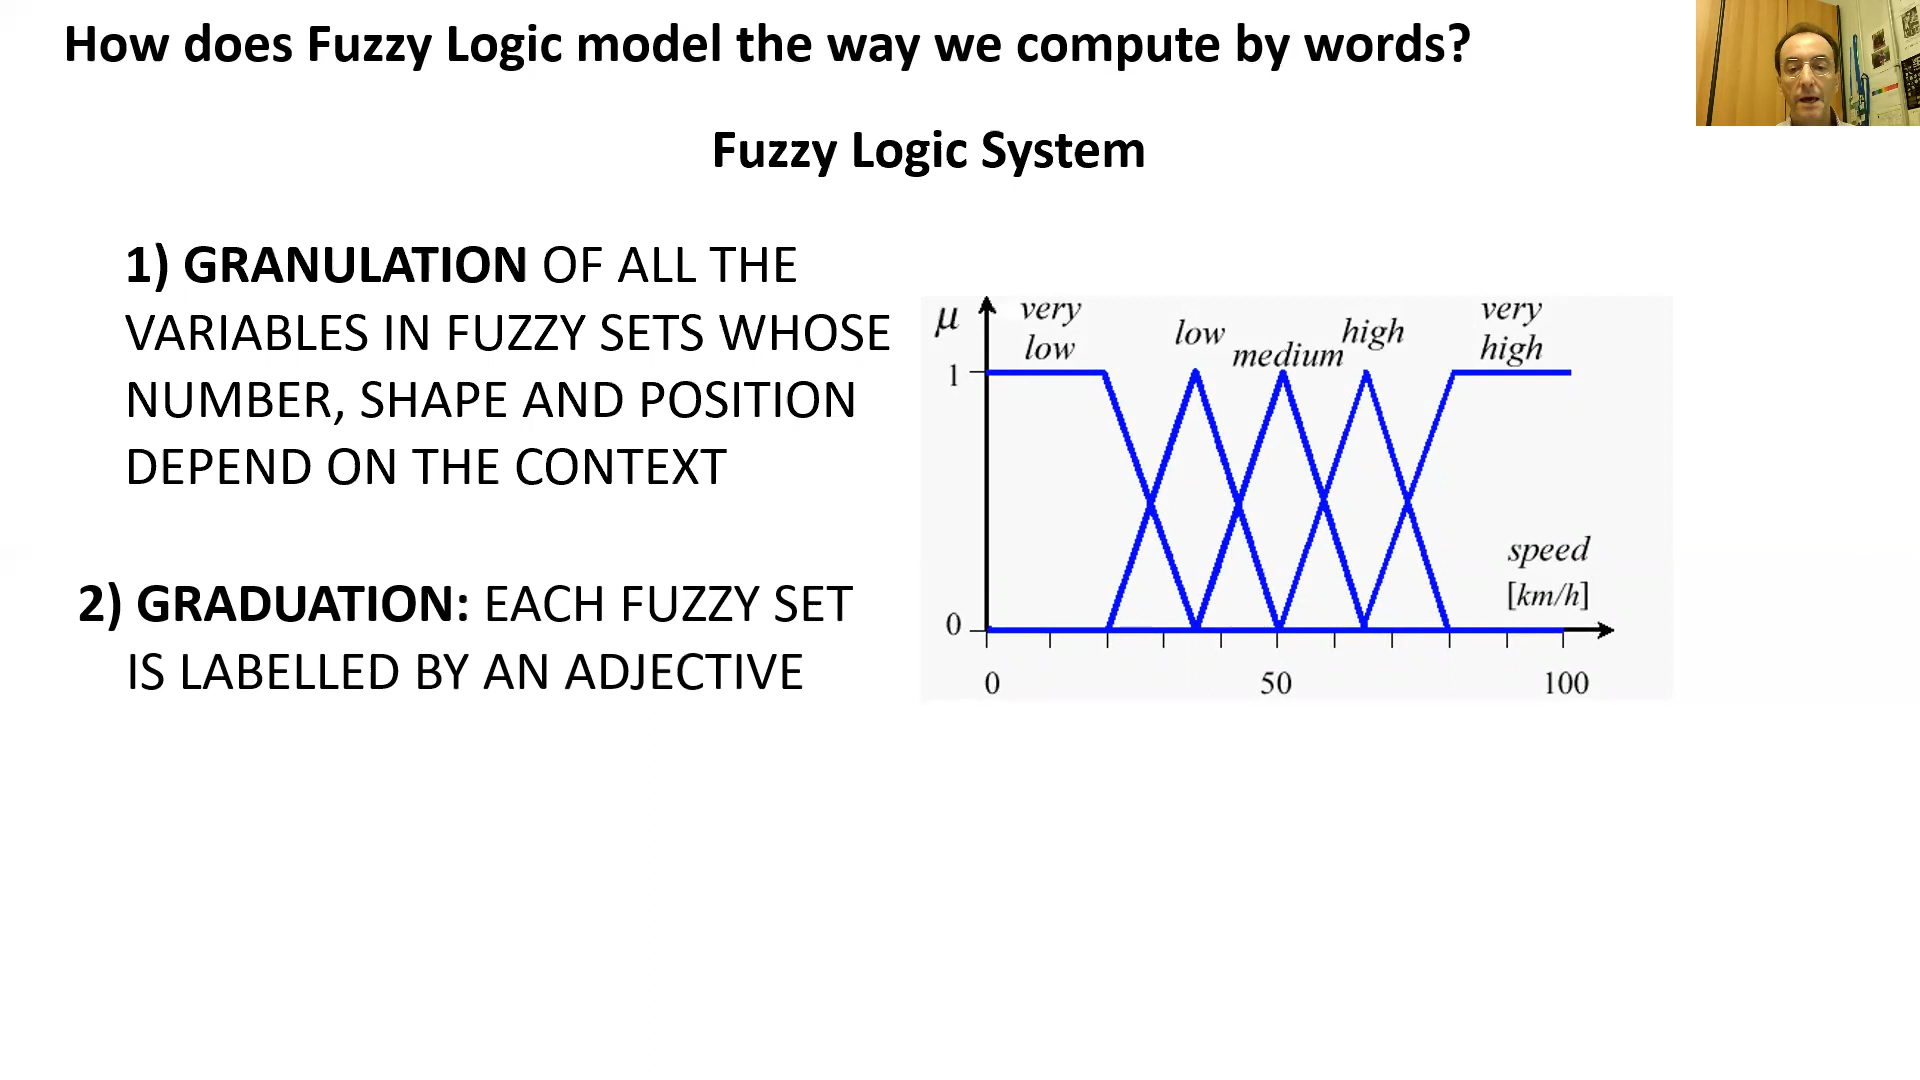 How does Fuzzy Logic model the way we compute by words?
Fuzzy Logic System
1) GRANULATION OF ALL THE
VARIABLES IN FUZZY SETS WHOSE
NUMBER, SHAPE AND POSITION
DEPEND ON THE CONTEXT
2) GRADUATION: EACH FUZZY SET
IS LABELLED BY AN ADJECTIVE
μ
very
low
low
medium
high
very
high
1
0
speed
[km/h]
0
50
100